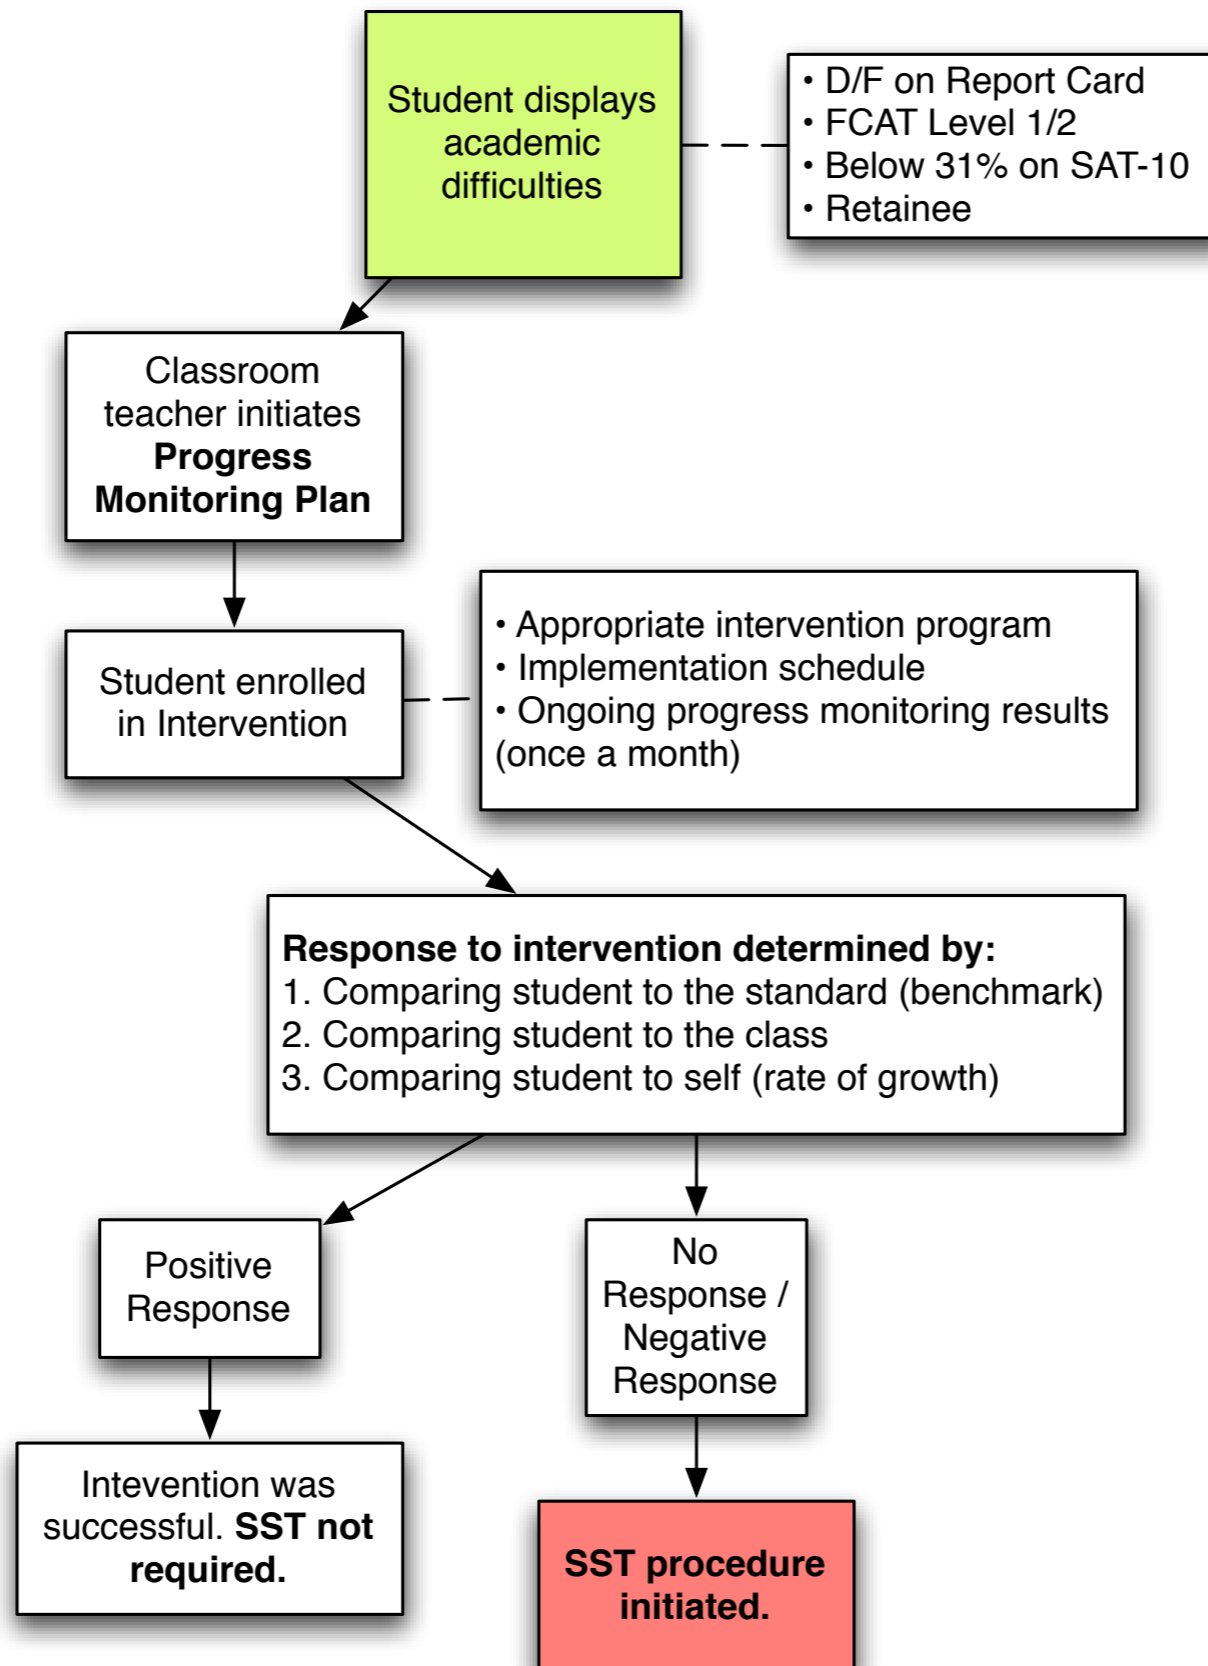 Student displays
academic
difficulties
• D/F on Report Card
• FCAT Level 1/2
• Below 31% on SAT-10
• Retainee
Classroom
teacher initiates
Progress
Monitoring Plan
Student enrolled
in Intervention
• Appropriate intervention program
• Implementation schedule
• Ongoing progress monitoring results
(once a month)
Response to intervention determined by:
1. Comparing student to the standard (benchmark)
2. Comparing student to the class
3. Comparing student to self (rate of growth)
Positive
Response
No
Response /
Negative
Response
Intevention was
successful. SST not
required.
SST procedure
initiated.